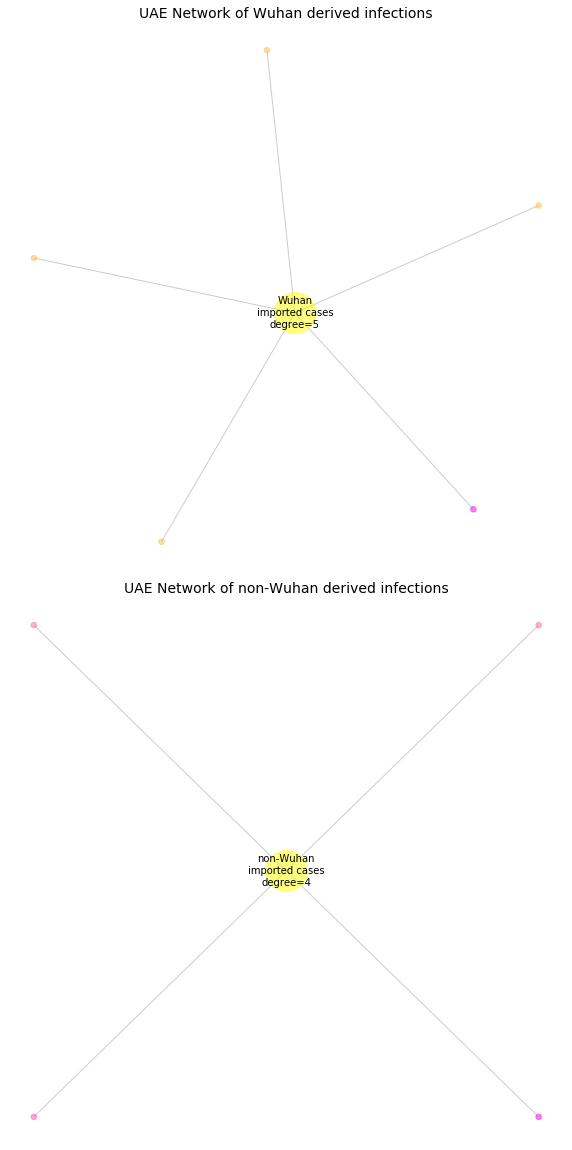 UAE Network of Wuhan derived infections
Wuhan
imported cases
degree=5
UAE Network of non-Wuhan derived infections
non-Wuhan
imported cases
degree=4